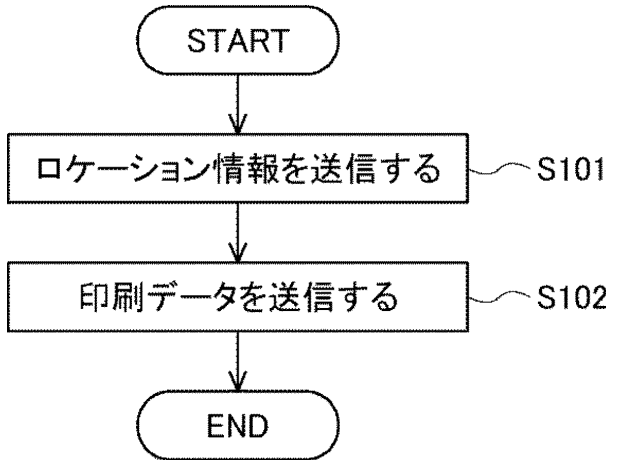 START
ロケーション情報を送信する
S101
印刷データを送信する
S102
END